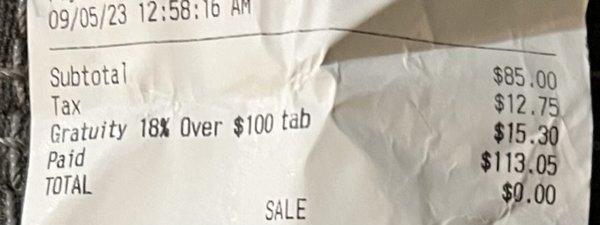 09/05/23 12:58:16 AM
Subtotal $85.00
Tax $12.75
Gratuity 18% Over $100 tab $15.30
Paid $113.05
TOTAL $0.00
SALE